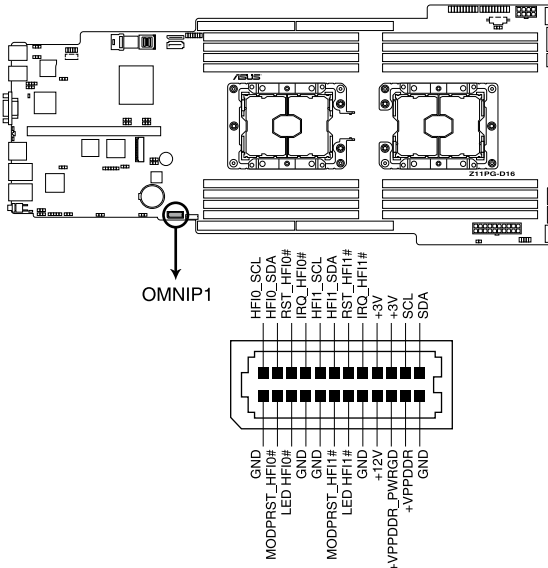 /ISUS
Z11PG-D16
OMNIP1
HFI0_SCL
HFI0_SDA
RST_HFI0#
IRQ_HFI0#
HFI1_SCL
HFI1_SDA
RST_HFI1#
IRQ_HFI1#
+3V
+3V
SCL
SDA
GND
MODPRST_HFI0#
LED HFI0#
GND
GND
MODPRST_HFI1#
LED HFI1#
GND
+12V
+VPPDDR_PWRGD
+VPPDDR
GND